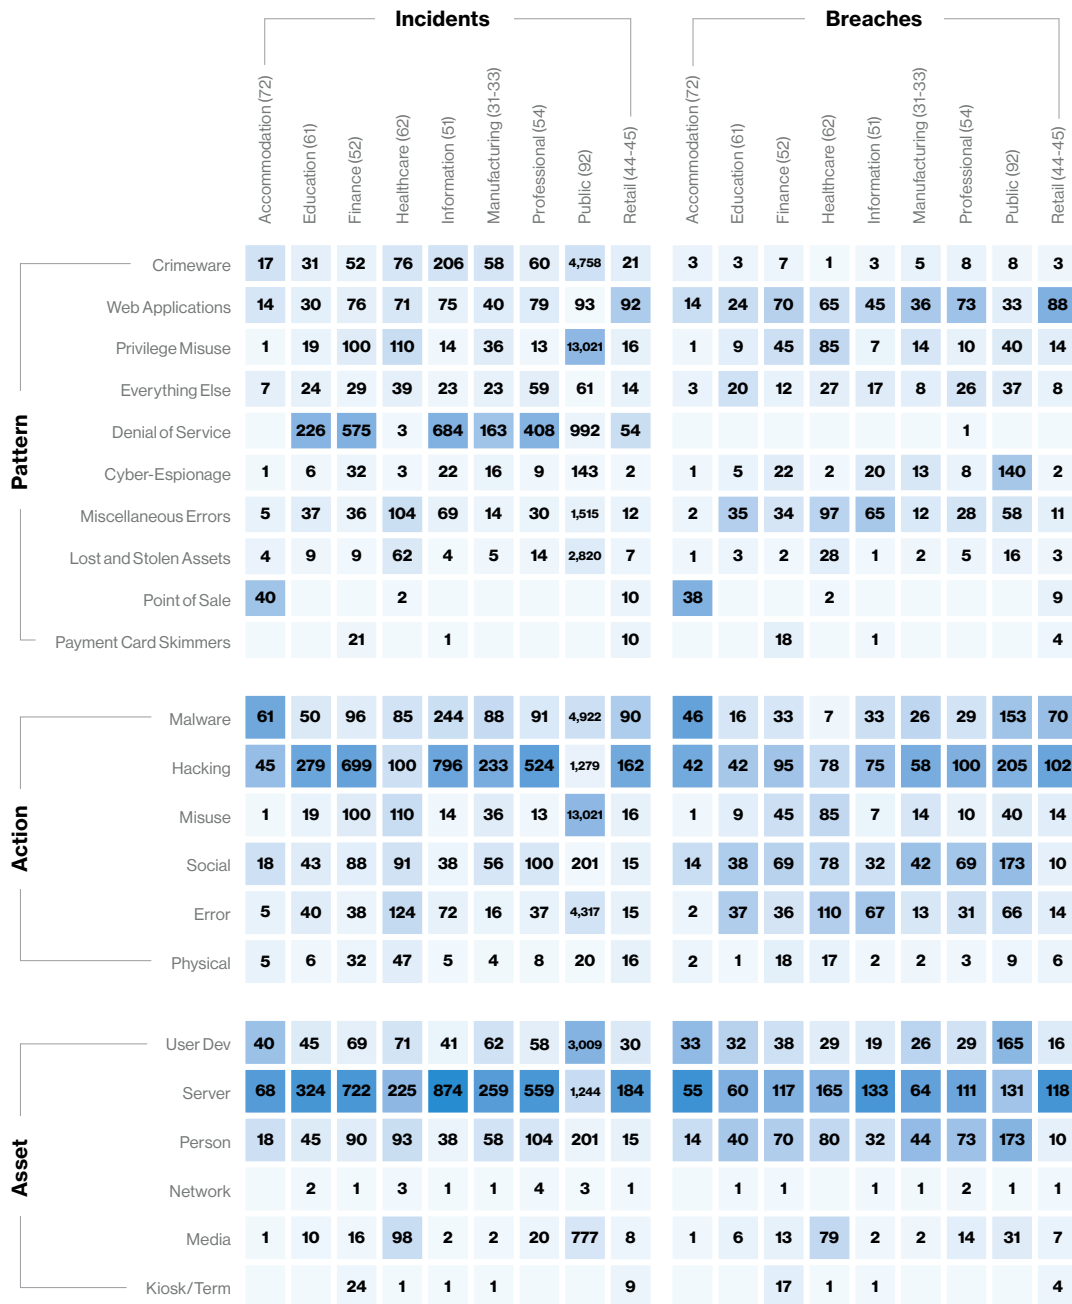 Incidents Breaches
Accommodation (72) Education (61) Finance (52) Healthcare (62) Information (51) Manufacturing (31-33) Professional (54) Public (92) Retail (44-45) Accommodation (72) Education (61) Finance (52) Healthcare (62) Information (51) Manufacturing (31-33) Professional (54) Public (92) Retail (44-45)
Pattern
Crimeware 17 31 52 76 206 58 60 4,758 21 3 3 7 1 3 5 8 8 3
Web Applications 14 30 76 71 75 40 79 93 92 14 24 70 65 45 36 73 33 88
Privilege Misuse 1 19 100 110 14 36 13 13,021 16 1 9 45 85 7 14 10 40 14
Everything Else 7 24 29 39 23 23 59 61 14 3 20 12 27 17 8 26 37 8
Denial of Service 226 575 3 684 163 408 992 54 1
Cyber-Espionage 1 6 32 3 22 16 9 143 2 1 5 22 2 20 13 8 140 2
Miscellaneous Errors 5 37 36 104 69 14 30 1,515 12 2 35 34 97 65 12 28 58 11
Lost and Stolen Assets 4 9 9 62 4 5 14 2,820 7 1 3 2 28 1 2 5 16 3
Point of Sale 40 2 10 38 2 9
Payment Card Skimmers 21 1 10 18 1 4
Action
Malware 61 50 96 85 244 88 91 4,922 90 46 16 33 7 33 26 29 153 70
Hacking 45 279 699 100 796 233 524 1,279 162 42 42 95 78 75 58 100 205 102
Misuse 1 19 100 110 14 36 13 13,021 16 1 9 45 85 7 14 10 40 14
Social 18 43 88 91 38 56 100 201 15 14 38 69 78 32 42 69 173 10
Error 5 40 38 124 72 16 37 4,317 15 2 37 36 110 67 13 31 66 14
Physical 5 6 32 47 5 4 8 20 16 2 1 18 17 2 2 3 9 6
Asset
User Dev 40 45 69 71 41 62 58 3,009 30 33 32 38 29 19 26 29 165 16
Server 68 324 722 225 874 259 559 1,244 184 55 60 117 165 133 64 111 131 118
Person 18 45 90 93 38 58 104 201 15 14 40 70 80 32 44 73 173 10
Network 2 1 3 1 1 4 3 1 1 1 1 1 2 1 1
Media 1 10 16 98 2 2 20 777 8 1 6 13 79 2 2 14 31 7
Kiosk/Term 24 1 1 1 9 17 1 1 4